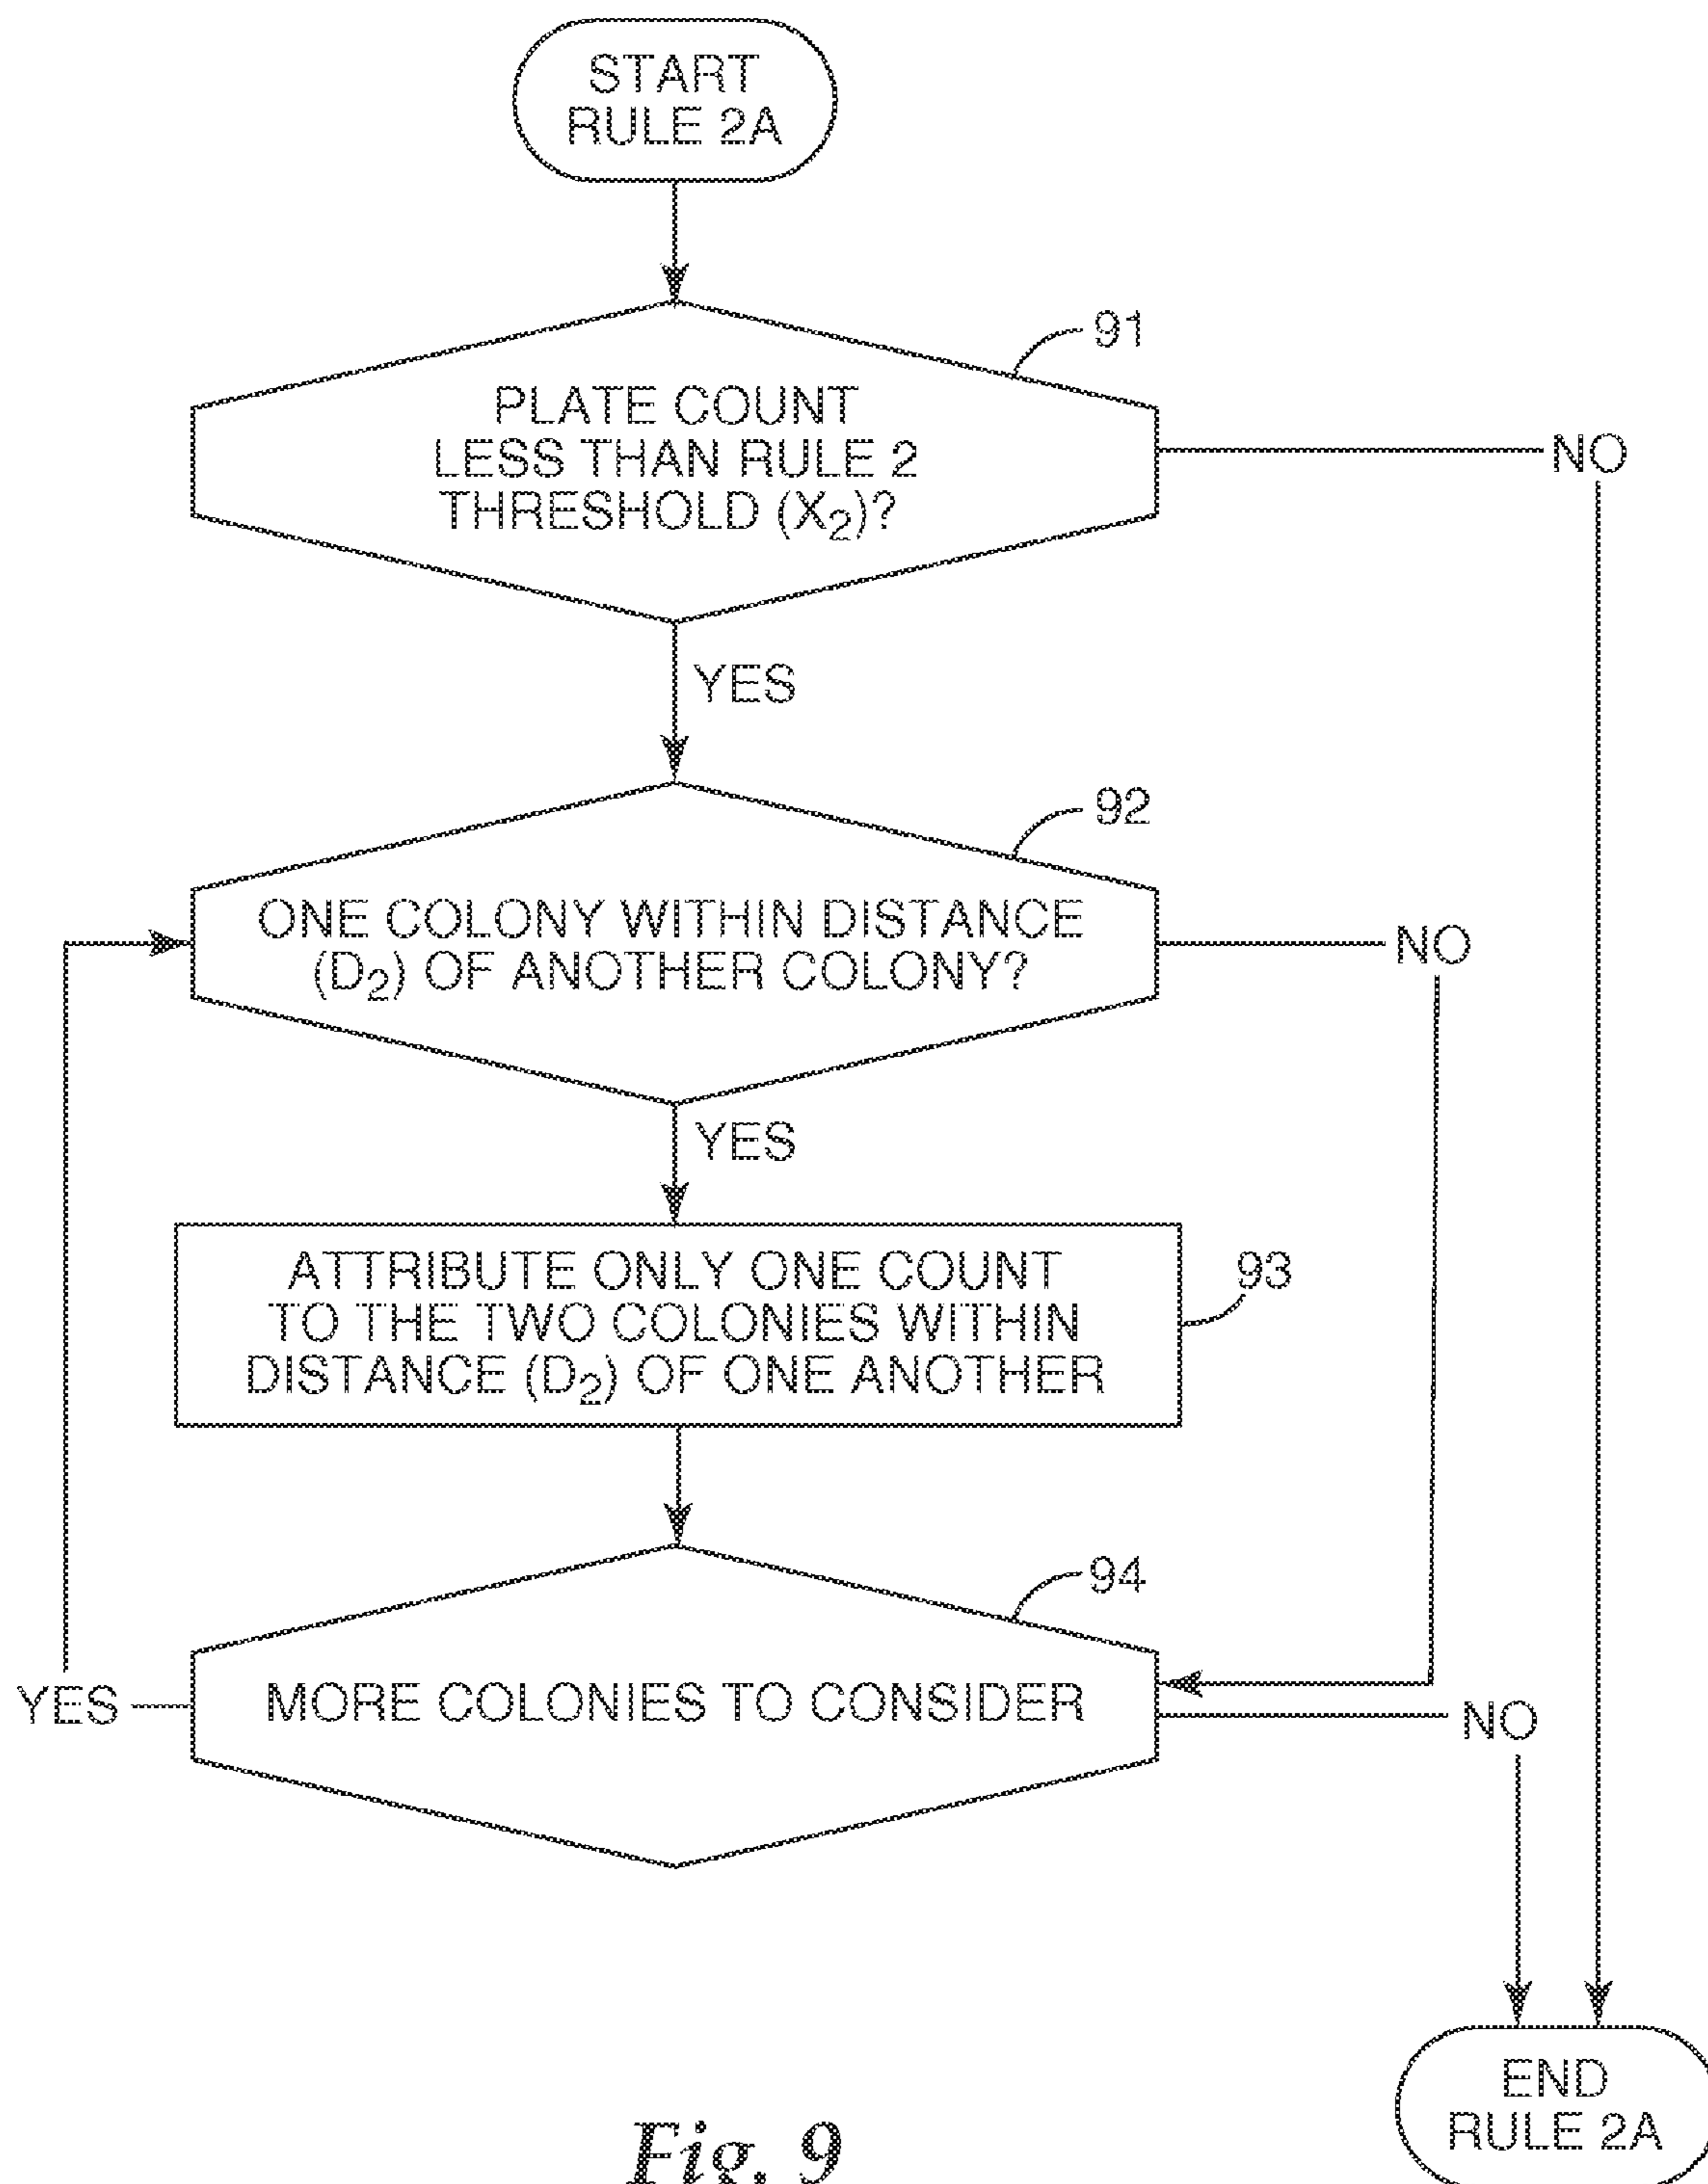 START
RULE 2A
91
PLATE COUNT
LESS THAN RULE 2
THRESHOLD (X₂)?
NO
YES
92
ONE COLONY WITHIN DISTANCE
(D₂) OF ANOTHER COLONY?
NO
YES
ATTRIBUTE ONLY ONE COUNT
TO THE TWO COLONIES WITHIN
DISTANCE (D₂) OF ONE ANOTHER
93
94
MORE COLONIES TO CONSIDER
YES
NO
END
RULE 2A
Fig. 9